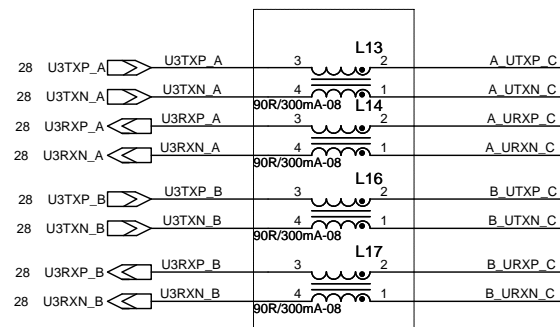 L13
28 U3TXP_A U3TXP_A 3 2 A_UTXP_C
28 U3TXN_A U3TXN_A 4 1 A_UTXN_C
90R/300mA-08 L14
28 U3RXP_A U3RXP_A 3 2 A_URXP_C
28 U3RXN_A U3RXN_A 4 1 A_URXN_C
90R/300mA-08
L16
28 U3TXP_B U3TXP_B 3 2 B_UTXP_C
28 U3TXN_B U3TXN_B 4 1 B_UTXN_C
90R/300mA-08
L17
28 U3RXP_B U3RXP_B 3 2 B_URXP_C
28 U3RXN_B U3RXN_B 4 1 B_URXN_C
90R/300mA-08